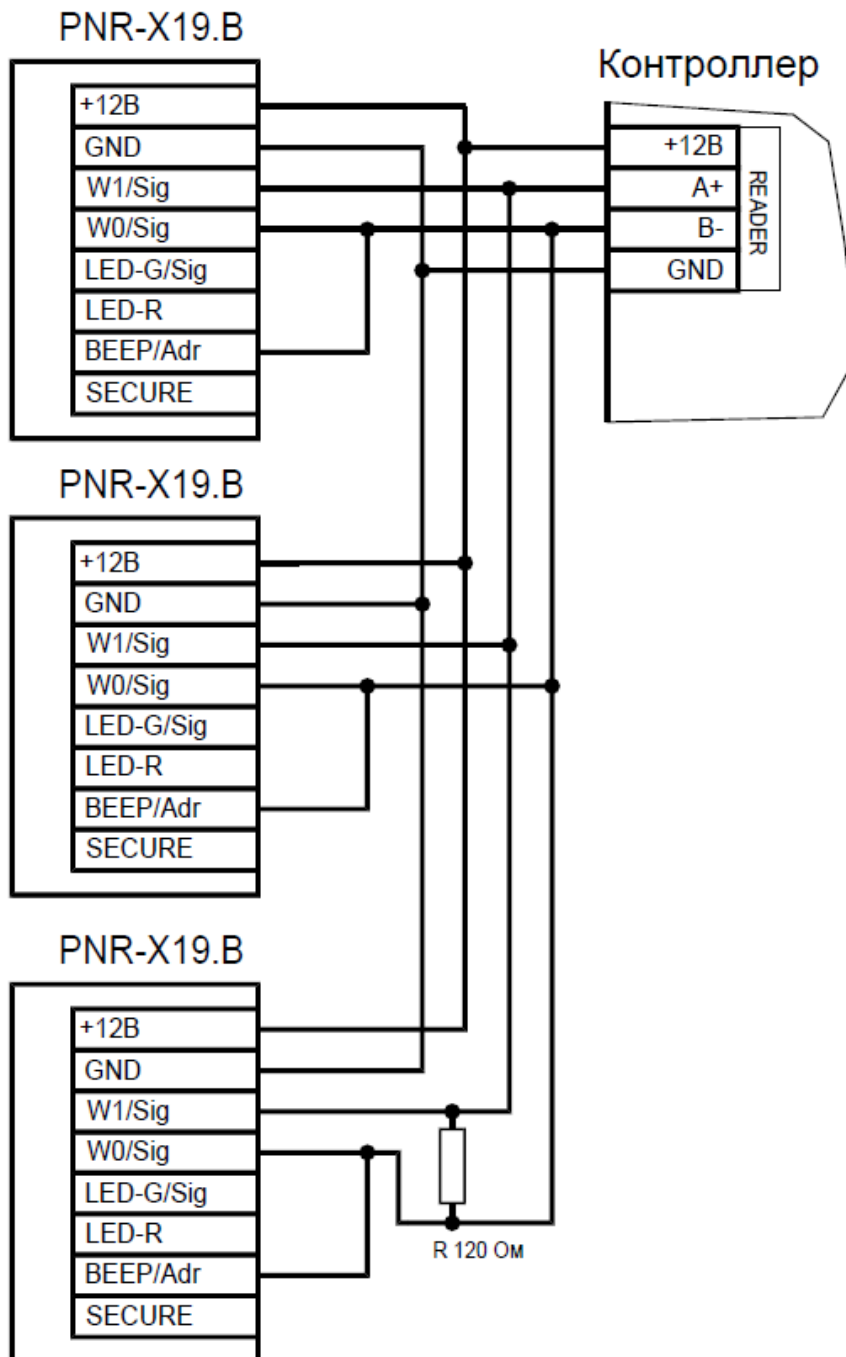 PNR-X19.B
Контроллер
+12В
GND
W1/Sig
W0/Sig
LED-G/Sig
LED-R
BEEP/Adr
SECURE
+12В
A+
B-
GND
READER
PNR-X19.B
+12В
GND
W1/Sig
W0/Sig
LED-G/Sig
LED-R
BEEP/Adr
SECURE
PNR-X19.B
+12В
GND
W1/Sig
W0/Sig
LED-G/Sig
LED-R
BEEP/Adr
SECURE
R 120 Ом